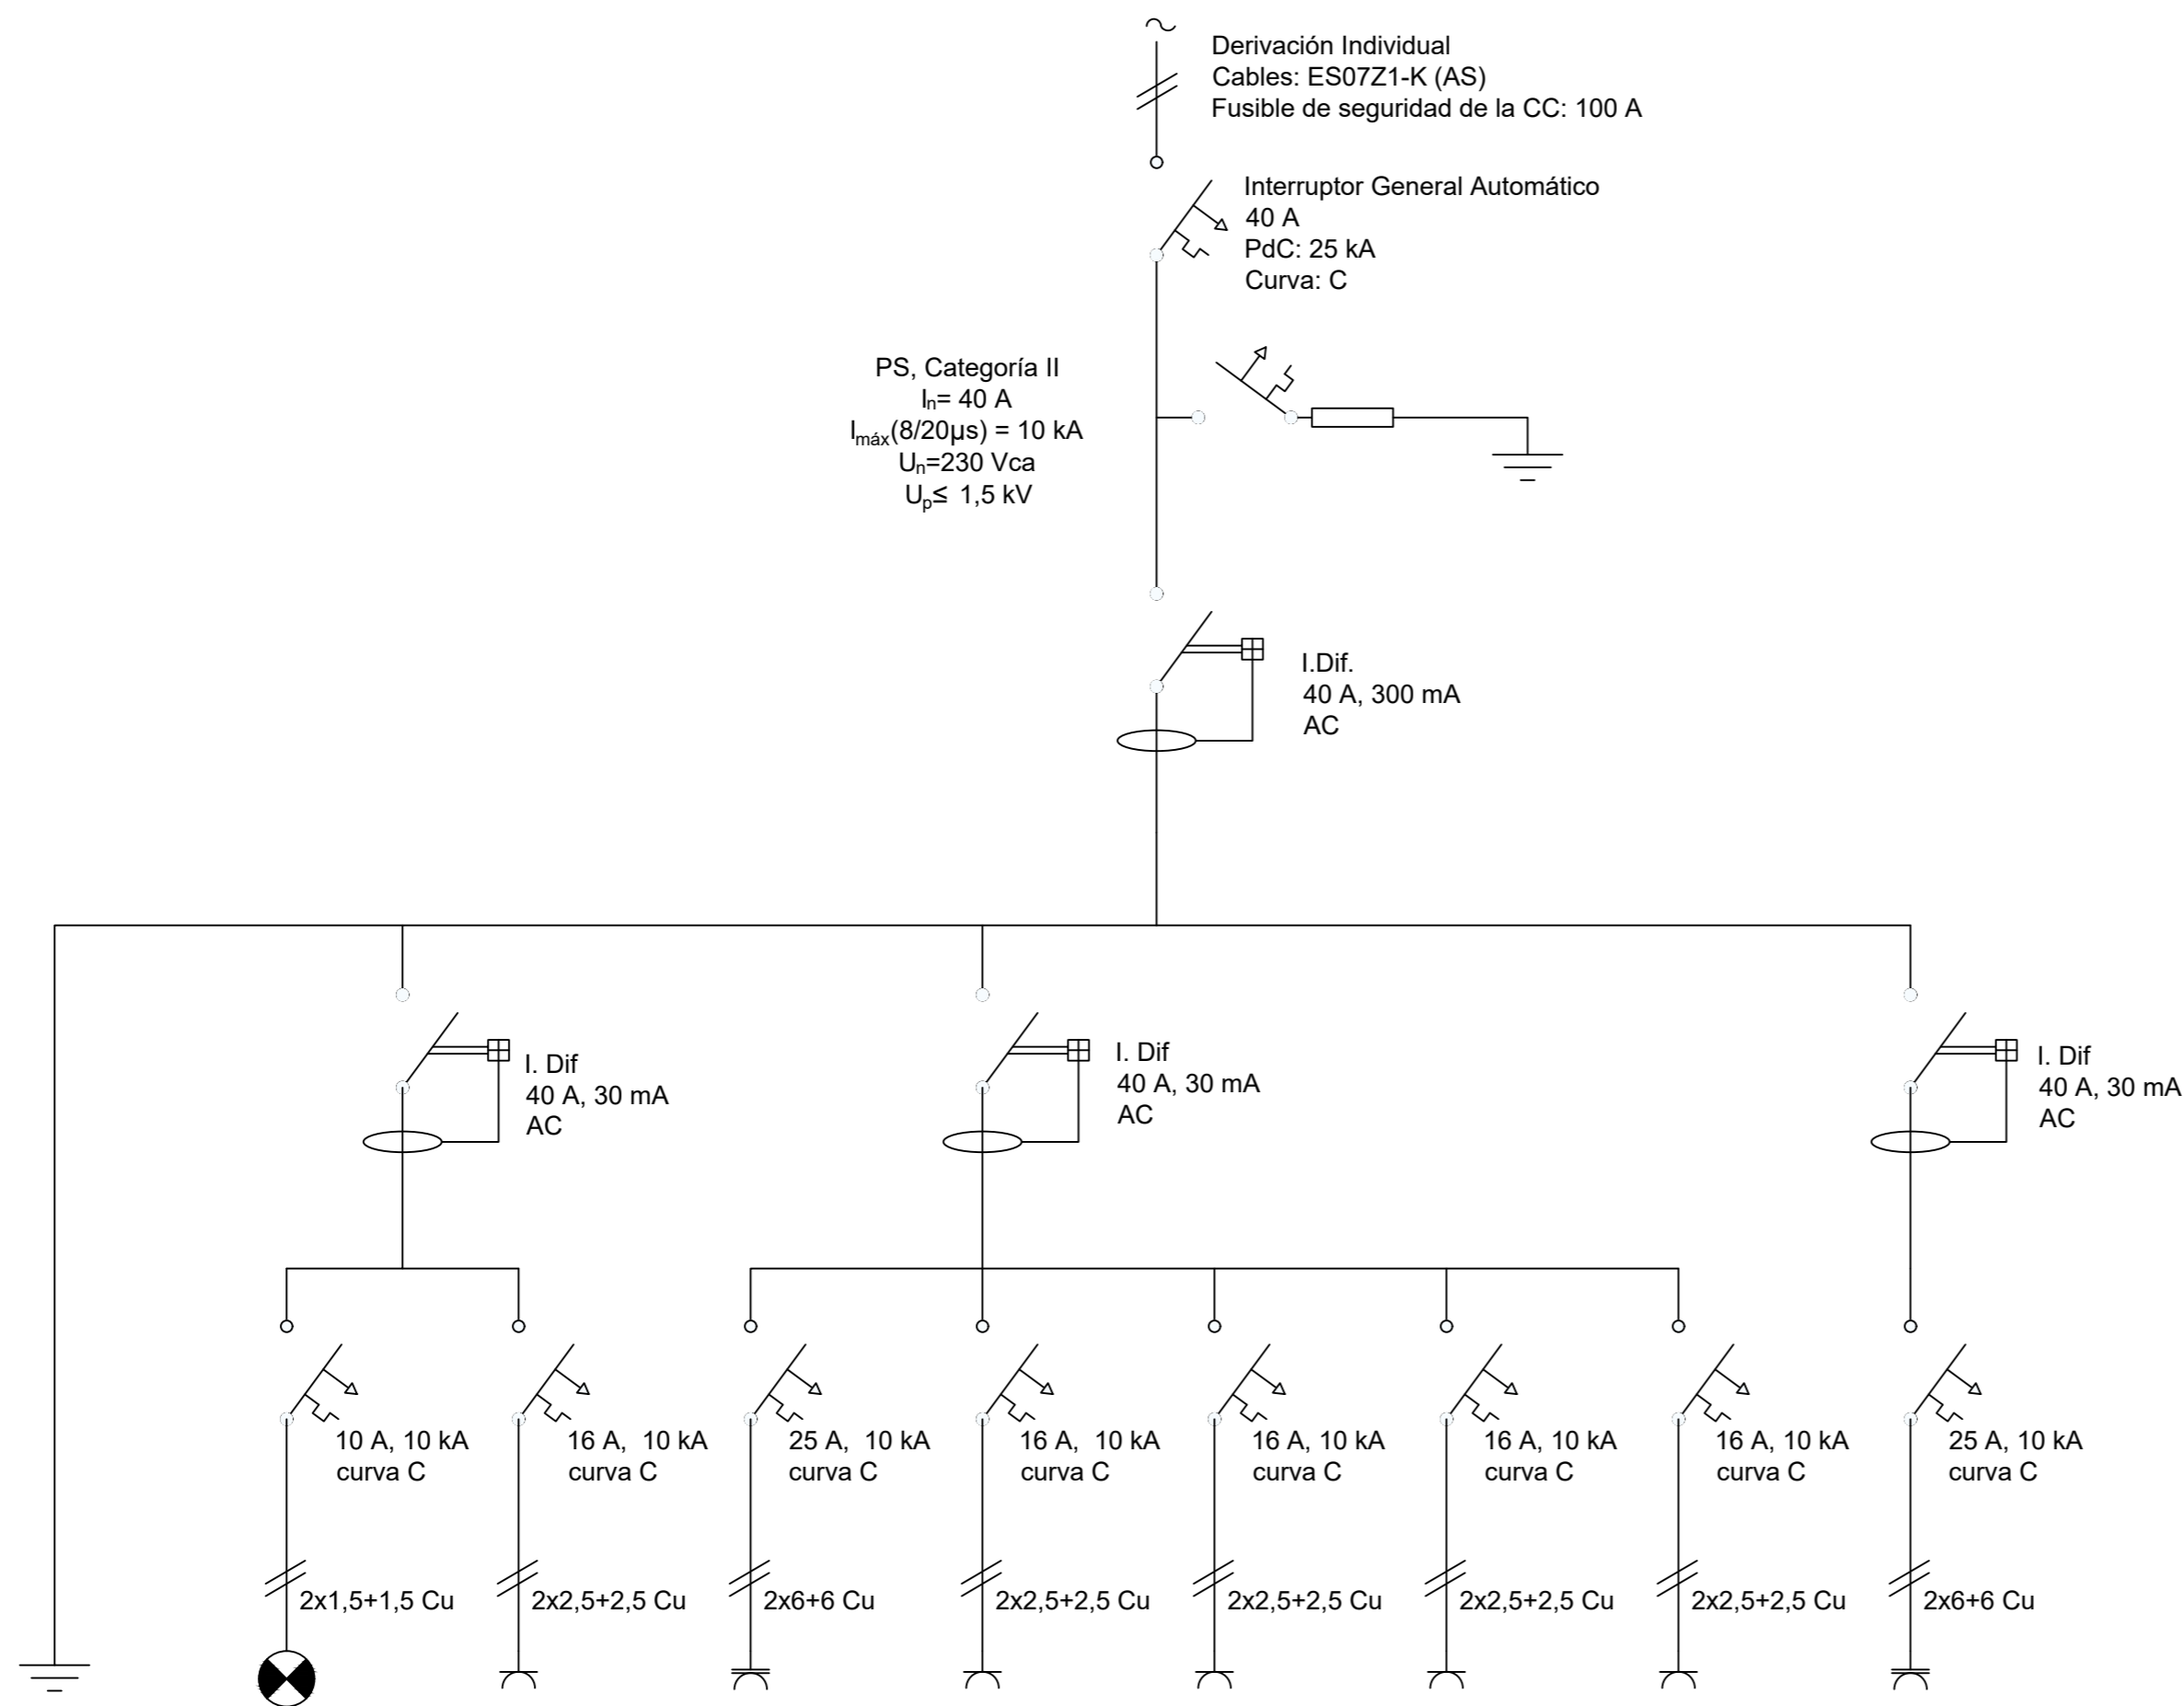 Derivación Individual
Cables: ES07Z1-K (AS)
Fusible de seguridad de la CC: 100 A
Interruptor General Automático
40 A
PdC: 25 kA
Curva: C
PS, Categoría II
Iₙ= 40 A
Iₘáₓ(8/20µs) = 10 kA
Uₙ=230 Vca
Uₚ≤ 1,5 kV
I.Dif.
40 A, 300 mA
AC
I. Dif
40 A, 30 mA
AC
I. Dif
40 A, 30 mA
AC
I. Dif
40 A, 30 mA
AC
10 A, 10 kA
curva C
16 A, 10 kA
curva C
25 A, 10 kA
curva C
16 A, 10 kA
curva C
16 A, 10 kA
curva C
16 A, 10 kA
curva C
16 A, 10 kA
curva C
25 A, 10 kA
curva C
2x1,5+1,5 Cu
2x2,5+2,5 Cu
2x6+6 Cu
2x2,5+2,5 Cu
2x2,5+2,5 Cu
2x2,5+2,5 Cu
2x2,5+2,5 Cu
2x6+6 Cu